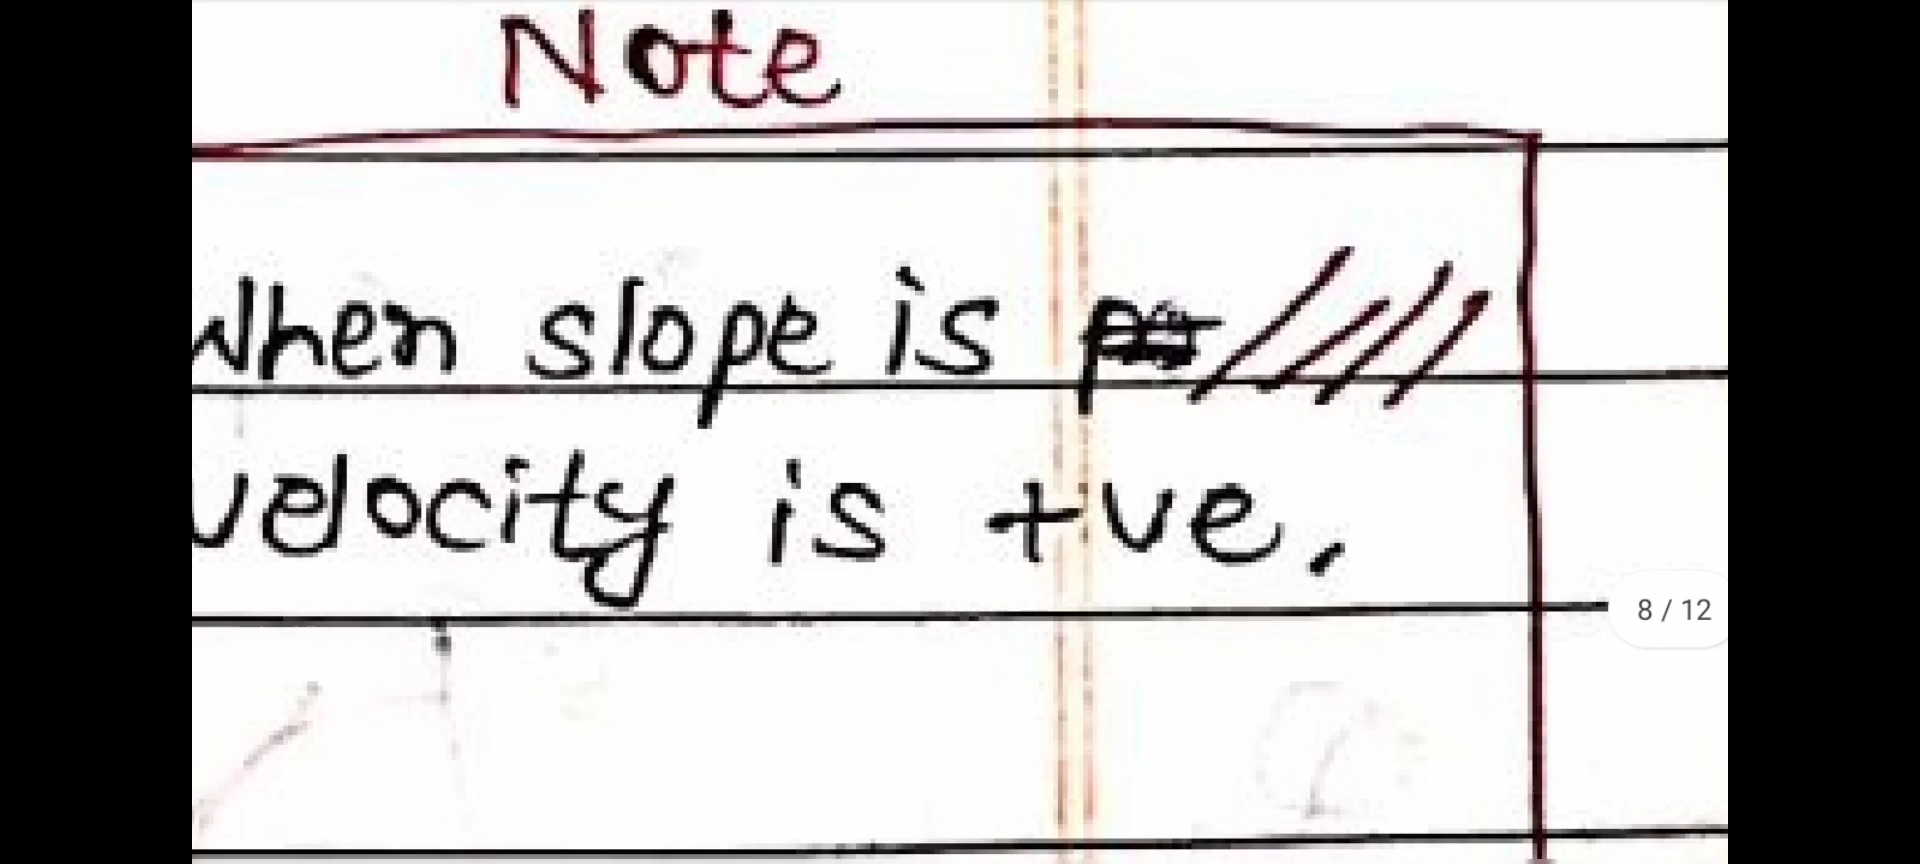 Note
When slope is
velocity is +ve.
8 / 12